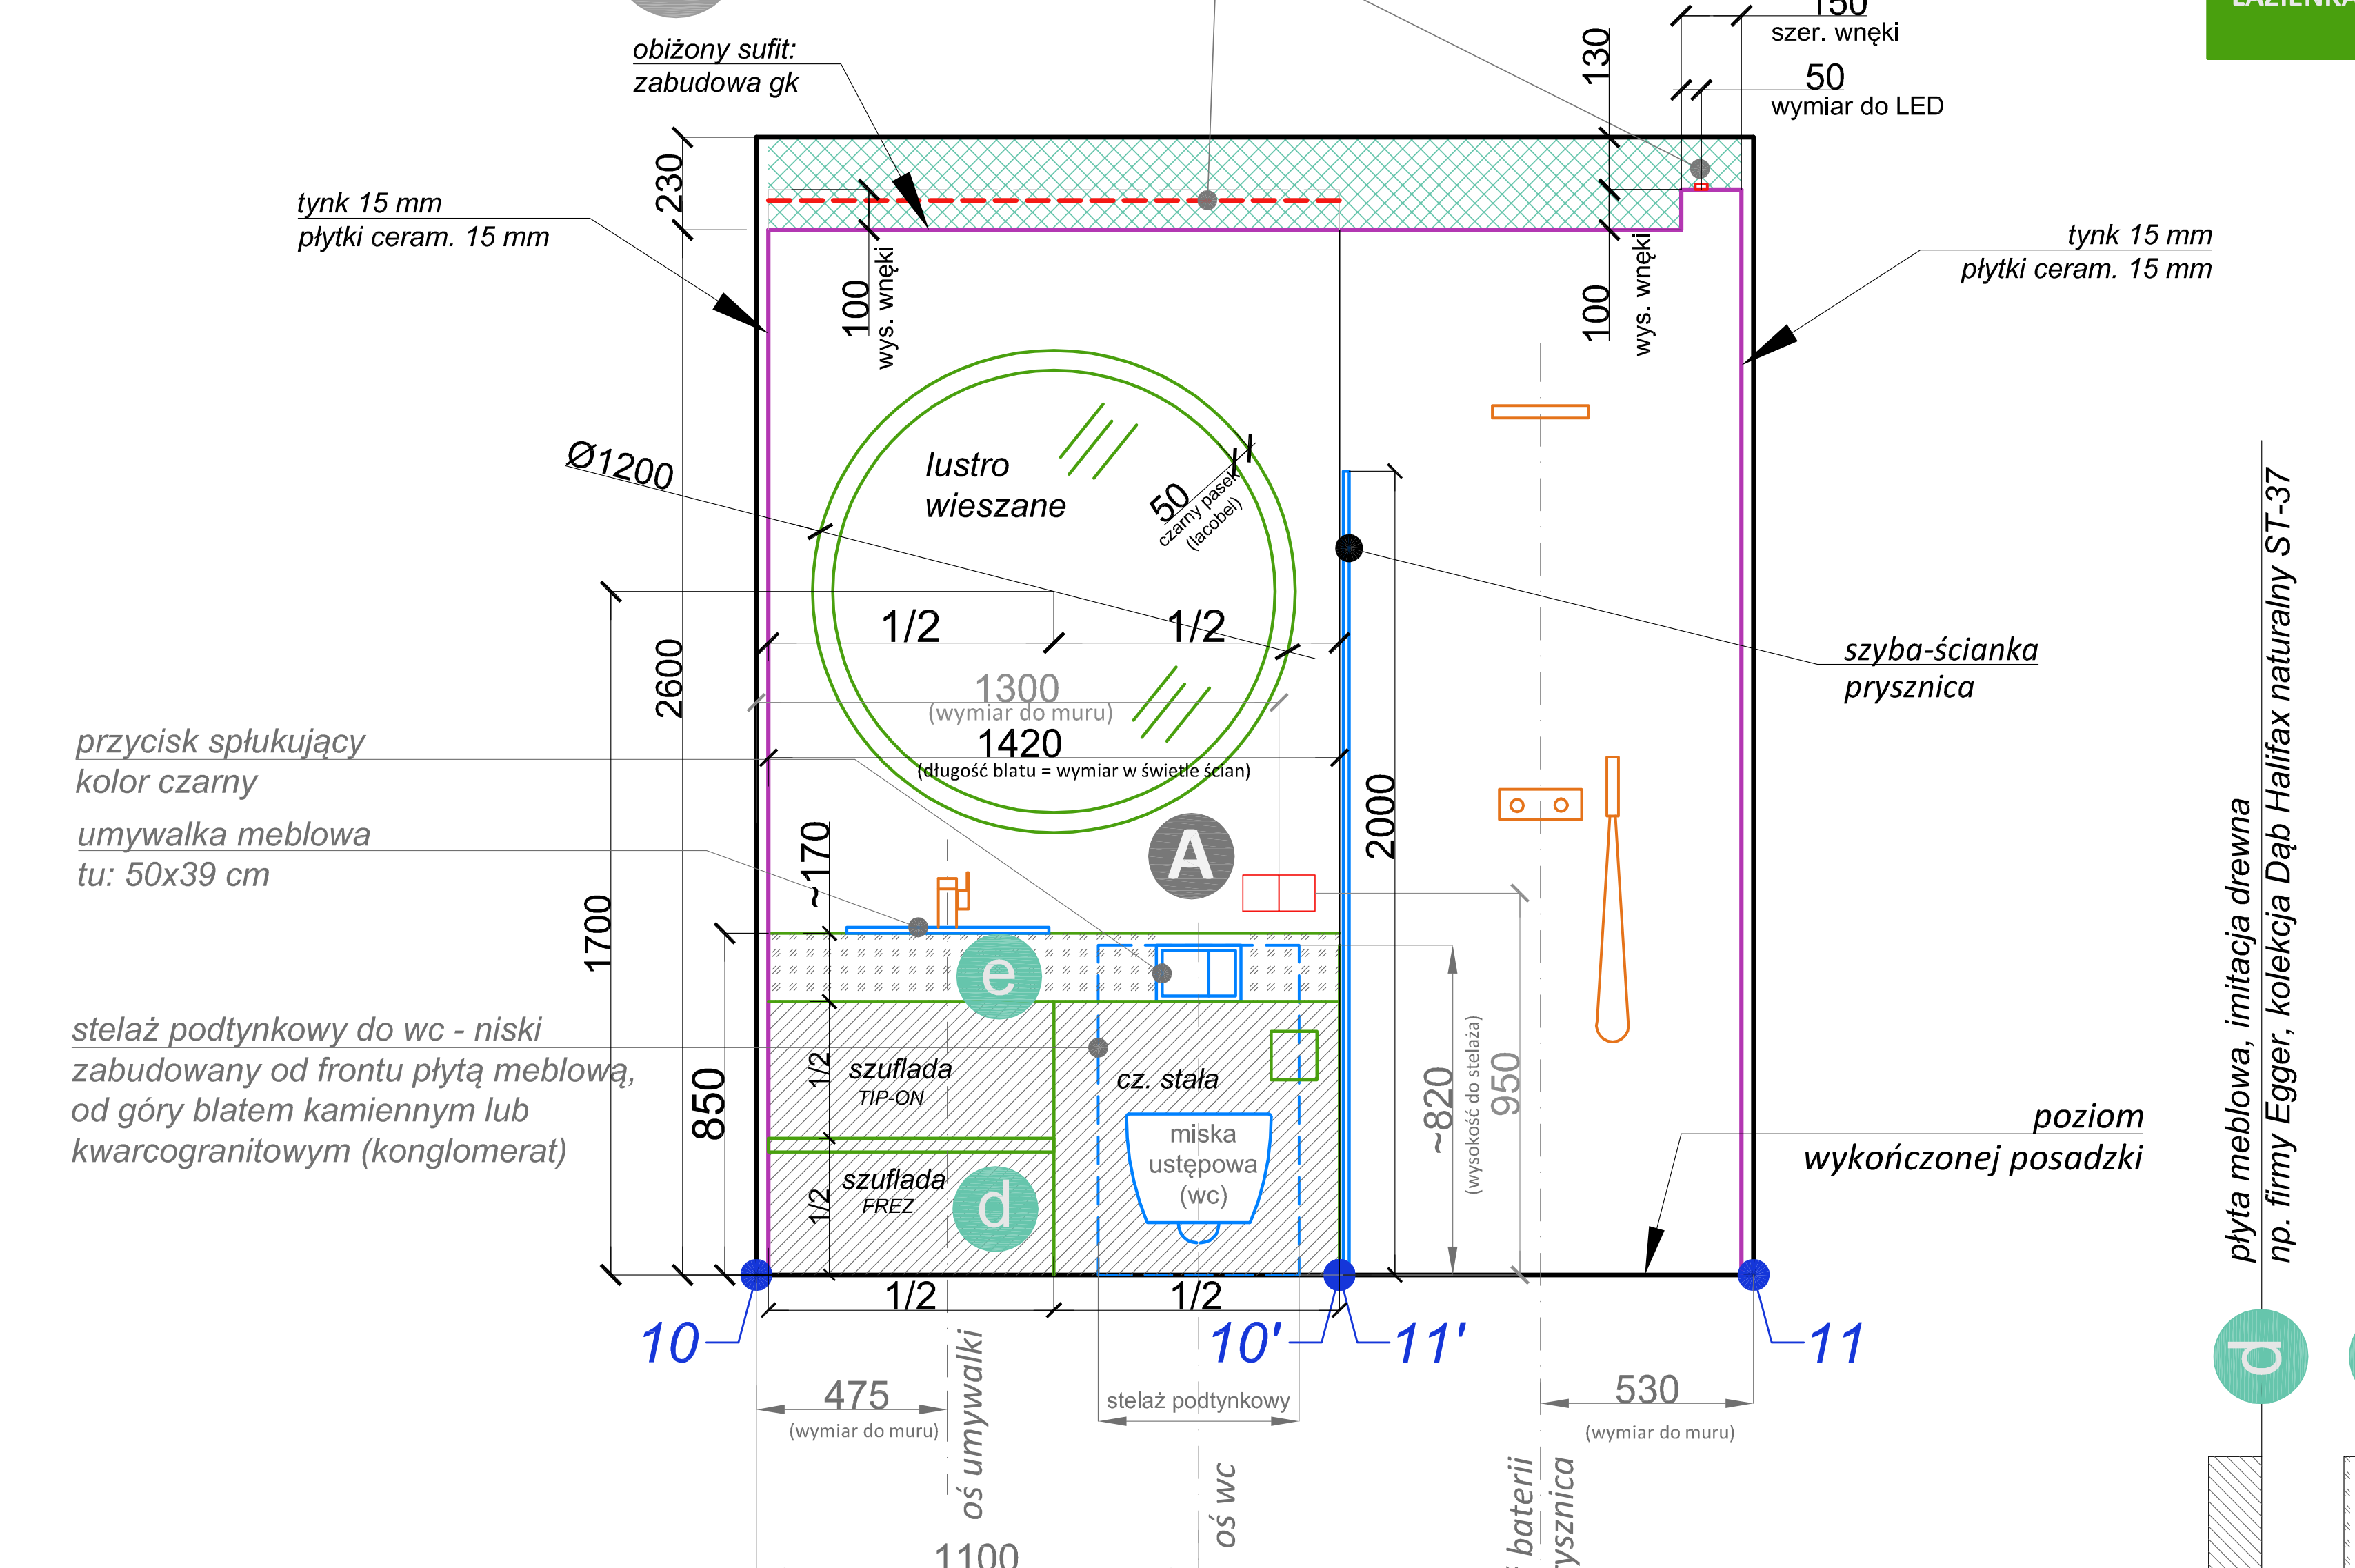 150
szer. wnęki
50
wymiar do LED
130
obiżony sufit:
zabudowa gk
230
tynk 15 mm
płytki ceram. 15 mm
100
wys. wnęki
100
wys. wnęki
tynk 15 mm
płytki ceram. 15 mm
Ø1200
lustro
wieszane
50
czarny pasek
(lacobel)
1/2
1/2
1300
(wymiar do muru)
1420
(długość blatu = wymiar w świetle ścian)
szyba-ścianka
prysznica
2600
1700
2000
przycisk spłukujący
kolor czarny
umywalka meblowa
tu: 50x39 cm
~170
A
e
850
stelaż podtynkowy do wc - niski
zabudowany od frontu płytą meblową,
od góry blatem kamiennym lub
kwarcogranitowym (konglomerat)
1/2
szuflada
TIP-ON
cz. stała
1/2
szuflada
FREZ
d
miska
ustępowa
(wc)
~820
(wysokość do stelaża)
950
poziom
wykończonej posadzki
płyta meblowa, imitacja drewna
np. firmy Egger, kolekcja Dąb Halifax naturalny ST-37
d
1/2
1/2
10
10'
11'
11
475
(wymiar do muru)
oś umywalki
stelaż podtynkowy
oś wc
530
(wymiar do muru)
baterii
1100